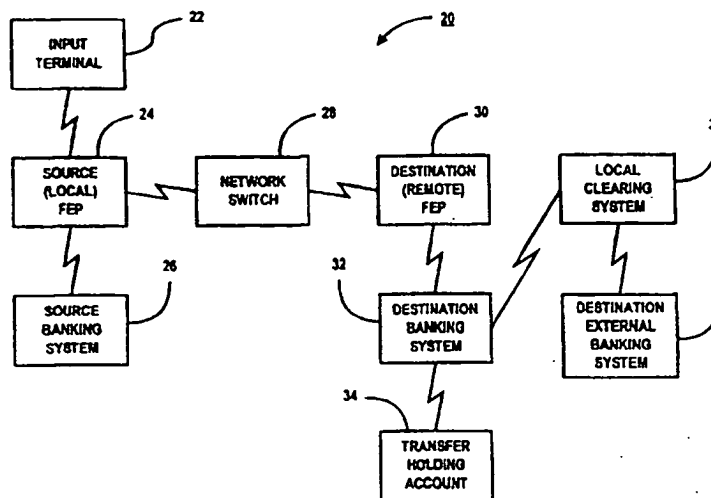 22
20
INPUT
TERMINAL
24
28
30
SOURCE
(LOCAL)
FEP
NETWORK
SWITCH
DESTINATION
(REMOTE)
FEP
LOCAL
CLEARING
SYSTEM
26
32
SOURCE
BANKING
SYSTEM
DESTINATION
BANKING
SYSTEM
DESTINATION
EXTERNAL
BANKING
SYSTEM
34
TRANSFER
HOLDING
ACCOUNT